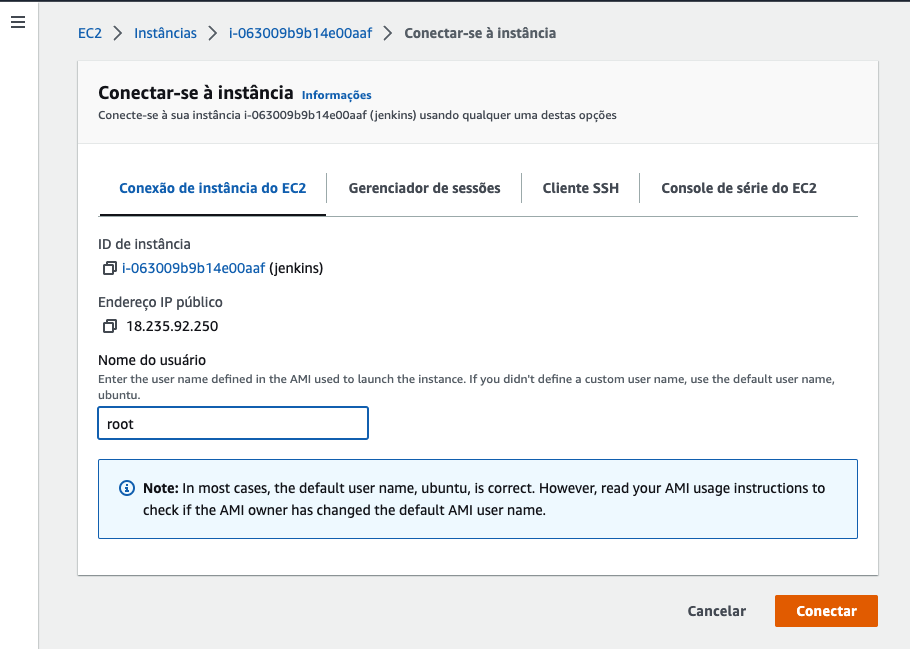 EC2 > Instâncias > i-063009b9b14e00aaf > Conectar-se à instância
Conectar-se à instância Informações
Conecte-se à sua instância i-063009b9b14e00aaf (jenkins) usando qualquer uma destas opções
Conexão de instância do EC2 Gerenciador de sessões Cliente SSH Console de série do EC2
ID de instância
i-063009b9b14e00aaf (jenkins)
Endereço IP público
18.235.92.250
Nome do usuário
Enter the user name defined in the AMI used to launch the instance. If you didn't define a custom user name, use the default user name,
ubuntu.
root
Note: In most cases, the default user name, ubuntu, is correct. However, read your AMI usage instructions to
check if the AMI owner has changed the default AMI user name.
Cancelar Conectar